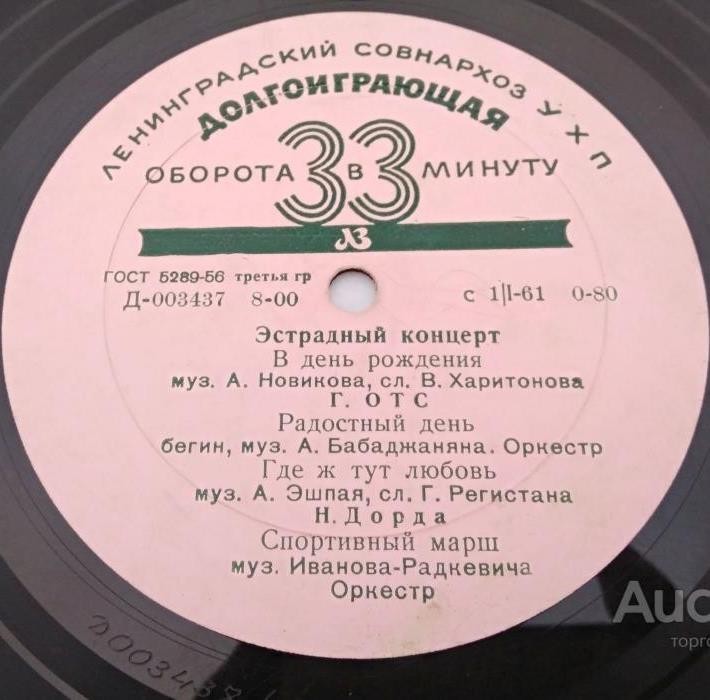 ЛЕНИНГРАДСКИЙ СОВНАРХОЗ УХП
ДОЛГОИГРАЮЩАЯ
ОБОРОТА 33 В МИНУТУ
ЛЗ
ГОСТ 5289-56 третья гр
Д-003437 8-00 с 1|I-61 0-80
Эстрадный концерт
В день рождения
муз. А. Новикова, сл. В. Харитонова
Г. ОТС
Радостный день
бегин, муз. А. Бабаджаняна. Оркестр
Где ж тут любовь
муз. А. Эшпая, сл. Г. Регистана
Н. Дорда
Спортивный марш
муз. Иванова-Радкевича
Оркестр